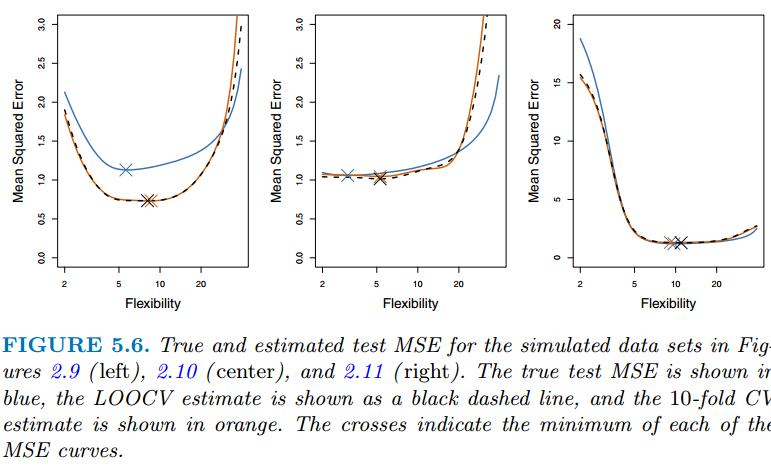 3.0
2.5
2.0
1.5
1.0
0.5
0.0
Mean Squared Error
2 5 10 20
Flexibility
3.0
2.5
2.0
1.5
1.0
0.5
0.0
Mean Squared Error
2 5 10 20
Flexibility
20
15
10
5
0
Mean Squared Error
2 5 10 20
Flexibility
FIGURE 5.6. True and estimated test MSE for the simulated data sets in Fig-
ures 2.9 (left), 2.10 (center), and 2.11 (right). The true test MSE is shown in
blue, the LOOCV estimate is shown as a black dashed line, and the 10-fold CV
estimate is shown in orange. The crosses indicate the minimum of each of the
MSE curves.